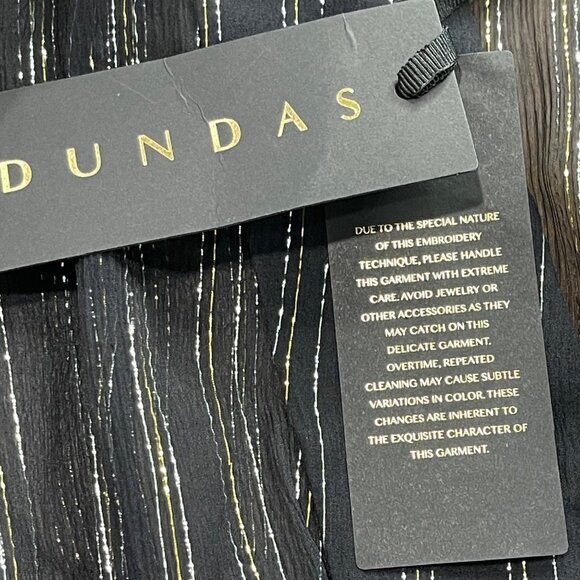 DUNDAS
DUE TO THE SPECIAL NATURE
OF THIS EMBROIDERY
TECHNIQUE, PLEASE HANDLE
THIS GARMENT WITH EXTREME
CARE. AVOID JEWELRY OR
OTHER ACCESSORIES AS THEY
MAY CATCH ON THIS
DELICATE GARMENT.
OVERTIME, REPEATED
CLEANING MAY CAUSE SUBTLE
VARIATIONS IN COLOR. THESE
CHANGES ARE INHERENT TO
THE EXQUISITE CHARACTER OF
THIS GARMENT.